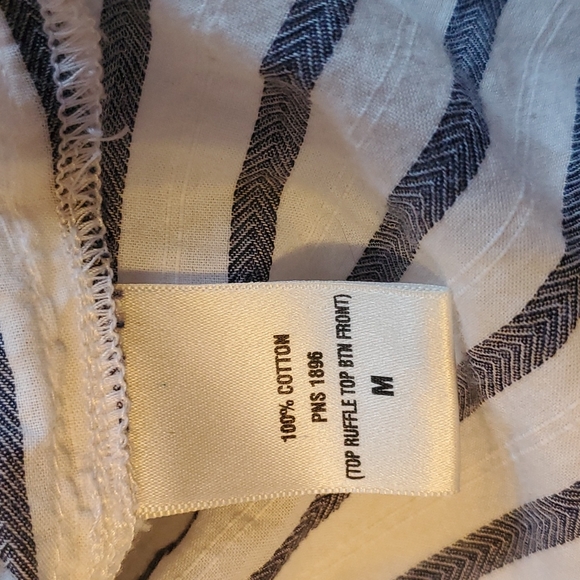 100% COTTON
PNS 1896
(TOP RUFFLE TOP BTN FRONT)
M